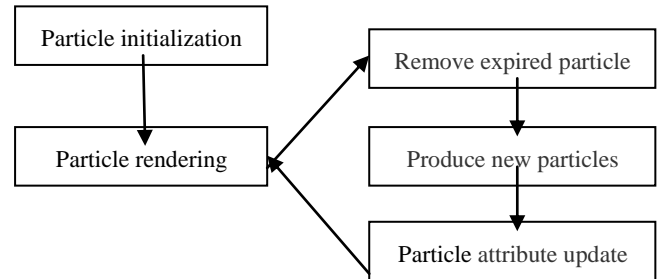 Particle initialization
Remove expired particle
Particle rendering
Produce new particles
Particle attribute update